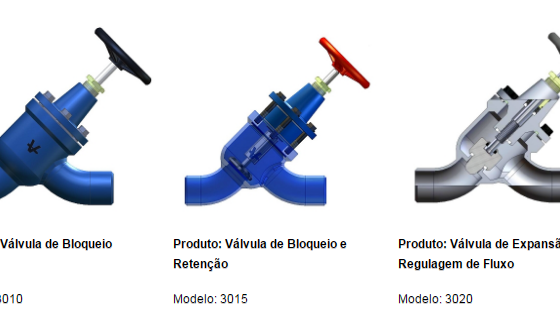 Válvula de Bloqueio
Produto: Válvula de Bloqueio e
Retenção
Produto: Válvula de Expansã
Regulagem de Fluxo
3010
Modelo: 3015
Modelo: 3020